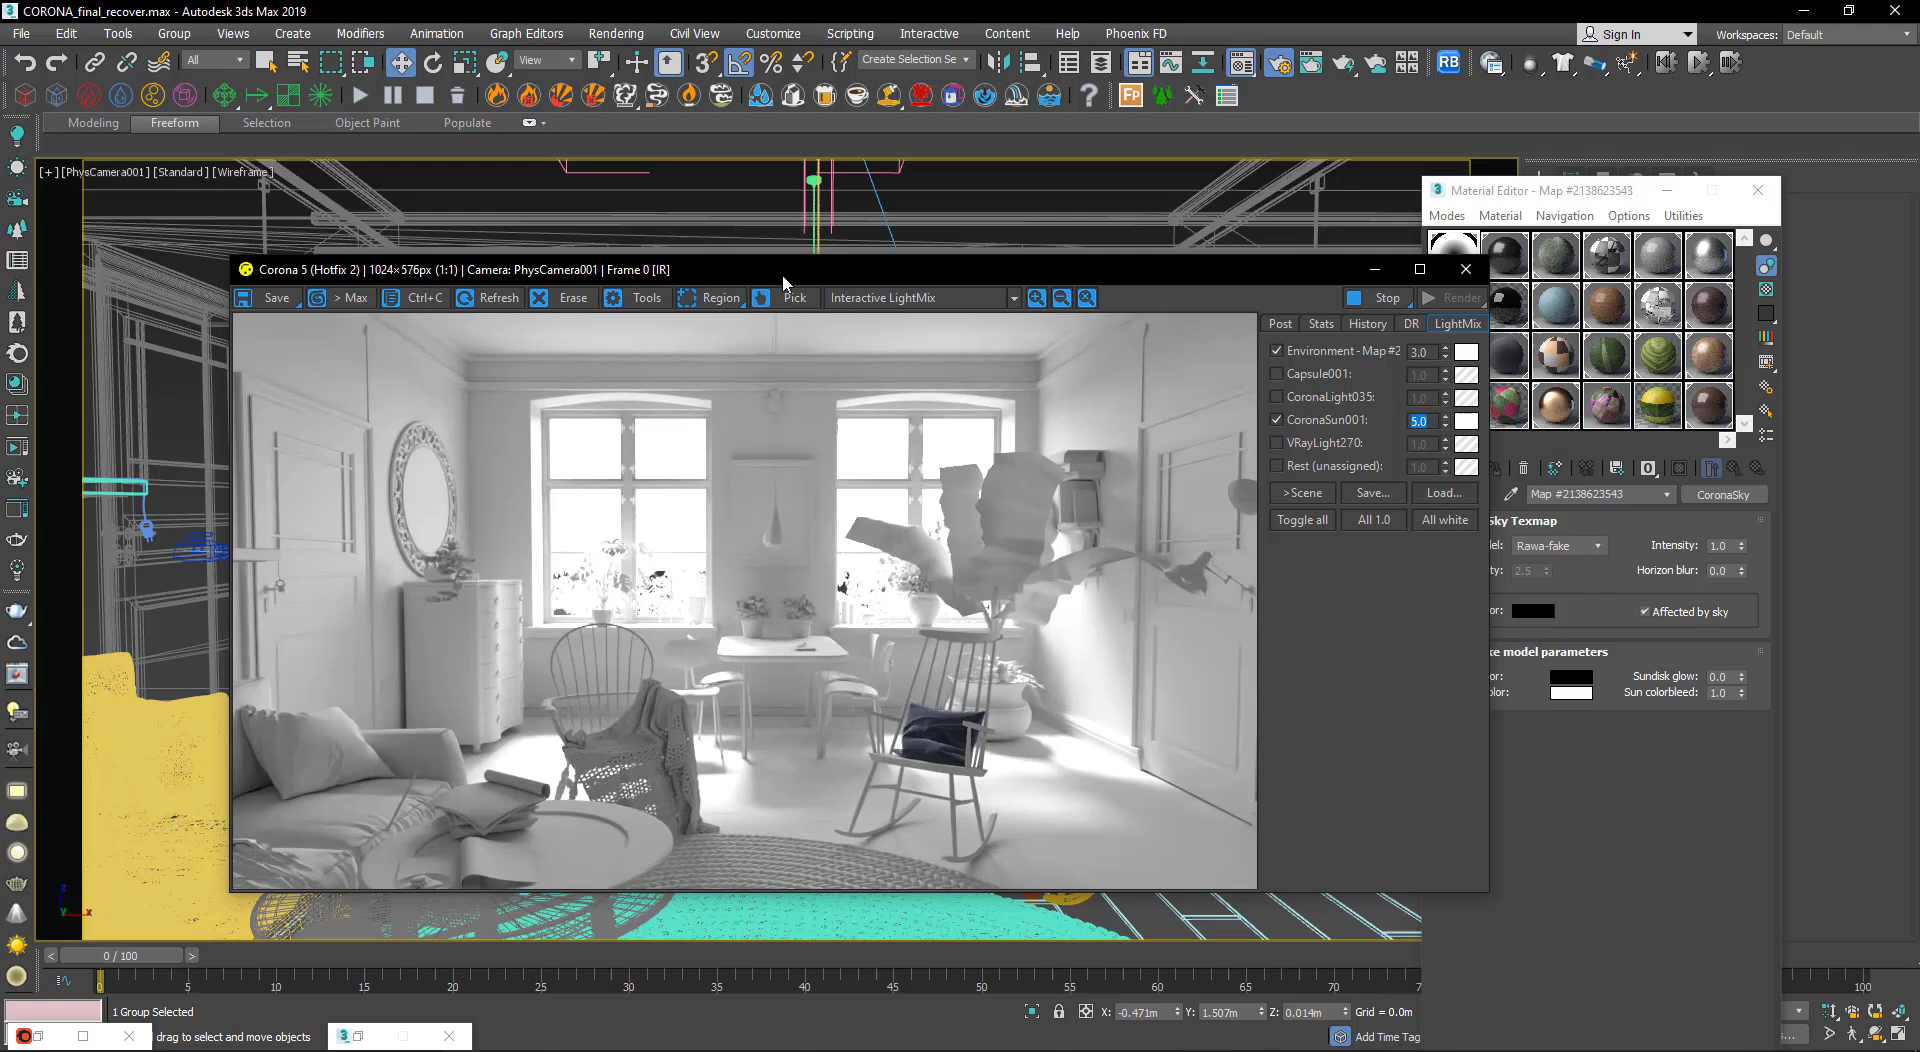 CORONA_final_recover.max - Autodesk 3ds Max 2019
File Edit Tools Group Views Create Modifiers Animation Graph Editors Rendering Civil View Customize Scripting Interactive Content Help Phoenix FD
Sign In Workspaces: Default
All View Create Selection Se RB
FP
Modeling Freeform Selection Object Paint Populate
[+] [PhysCamera001] [Standard] [Wireframe]
Material Editor - Map #2138623543
Modes Material Navigation Options Utilities
Corona 5 (Hotfix 2) | 1024×576px (1:1) | Camera: PhysCamera001 | Frame 0 [IR]
Save > Max Ctrl+C Refresh Erase Tools Region Pick Interactive LightMix Stop Render
Post Stats History DR LightMix
Environment - Map #2 3.0
Capsule001: 1.0
CoronaLight035: 1.0
CoronaSun001: 5.0
VRayLight270: 1.0
Rest (unassigned): 1.0
>Scene Save... Load...
Toggle all All 1.0 All white
Map #2138623543 CoronaSky
Sky Texmap
Rawa-fake Intensity: 1.0
2.5 Horizon blur: 0.0
Affected by sky
model parameters
Sundisk glow: 0.0
Sun colorbleed: 1.0
z
y x
< 0 / 100 >
0 5 10 15 20 25 30 35 40 45 50 55 60 65 100
1 Group Selected
X: -0.471m Y: 1.507m Z: 0.014m Grid = 0.0m
drag to select and move objects
Add Time Tag